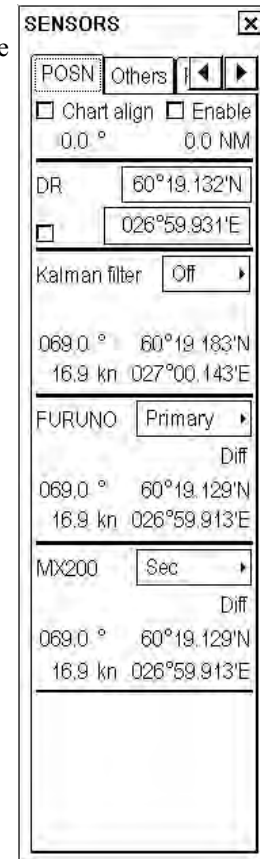 SENSORS
e
POSN Others
Chart align Enable
0.0 ° 0.0 NM
DR 60°19.132'N
026°59.931'E
Kalman filter Off
069.0 ° 60°19.183'N
16.9 kn 027°00.143'E
FURUNO Primary
Diff
069.0 ° 60°19.129'N
16.9 kn 026°59.913'E
MX200 Sec
Diff
069.0 ° 60°19.129'N
16.9 kn 026°59.913'E